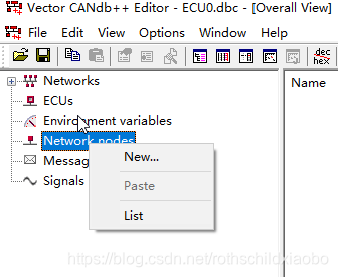 Vector CANdb++ Editor - ECU0.dbc - [Overall View]
File Edit View Options Window Help
dec
hex
Networks
ECUs
Environment variables
Network nodes
Messag
Signals
Name
New...
Paste
List
https://blog.csdn.net/rothschildxiaobo